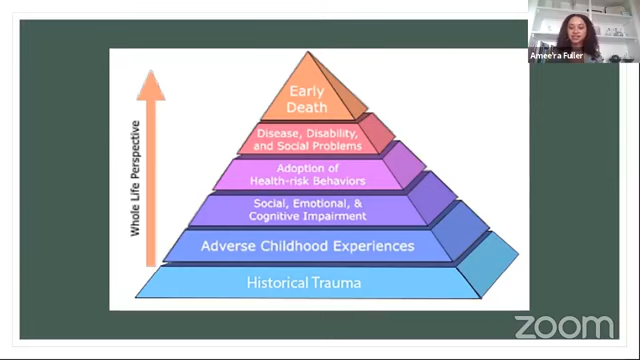 Amee'ra Fuller
Early
Death
Disease, Disability,
and Social Problems
Adoption of
Health-risk Behaviors
Social, Emotional, &
Cognitive Impairment
Adverse Childhood Experiences
Historical Trauma
Whole Life Perspective
zoom